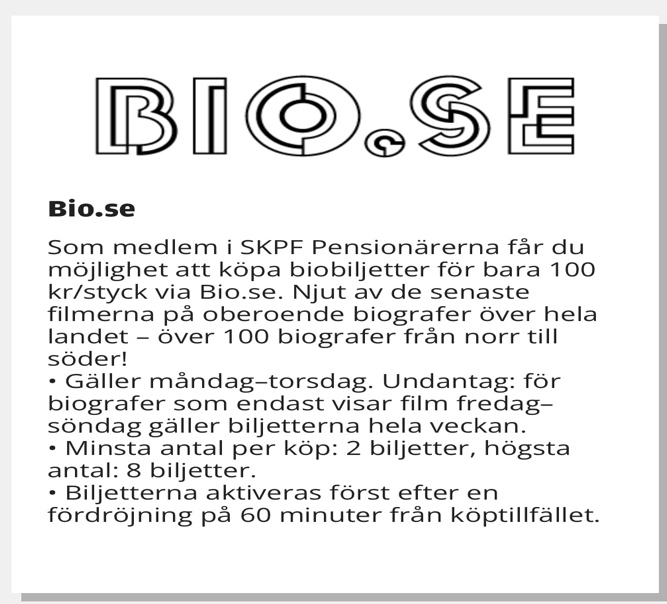 BIO.SE
Bio.se
Som medlem i SKPF Pensionärerna får du
möjlighet att köpa biobiljetter för bara 100
kr/styck via Bio.se. Njut av de senaste
filmerna på oberoende biografer över hela
landet – över 100 biografer från norr till
söder!
• Gäller måndag–torsdag. Undantag: för
biografer som endast visar film fredag–
söndag gäller biljetterna hela veckan.
• Minsta antal per köp: 2 biljetter, högsta
antal: 8 biljetter.
• Biljetterna aktiveras först efter en
fördröjning på 60 minuter från köptillfället.